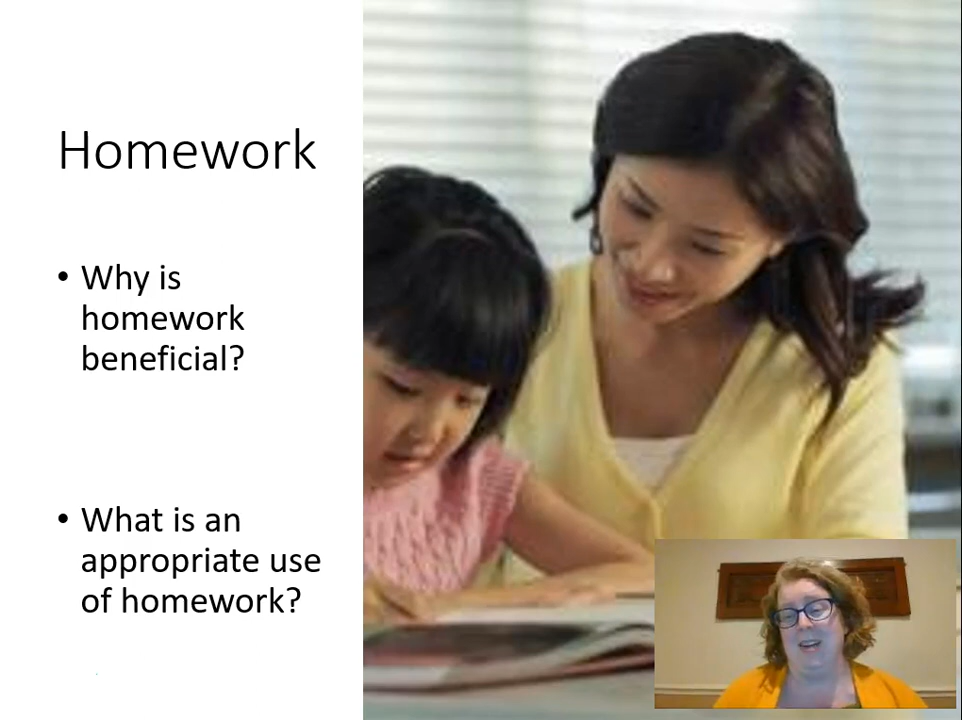 Homework
• Why is
homework
beneficial?
• What is an
appropriate use
of homework?